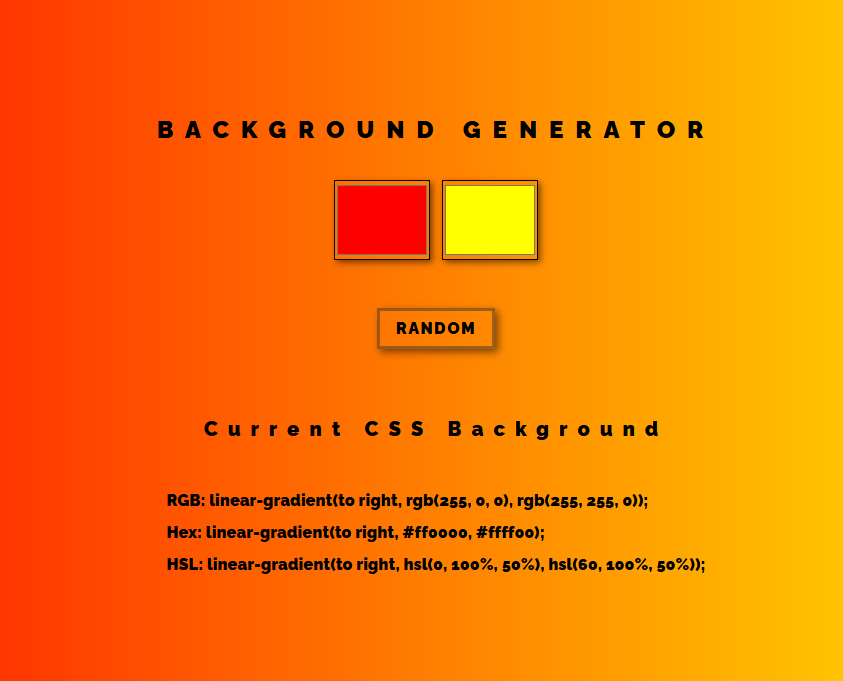 BACKGROUND GENERATOR
RANDOM
Current CSS Background
RGB: linear-gradient(to right, rgb(255, 0, 0), rgb(255, 255, 0));
Hex: linear-gradient(to right, #ff0000, #ffff00);
HSL: linear-gradient(to right, hsl(0, 100%, 50%), hsl(60, 100%, 50%));